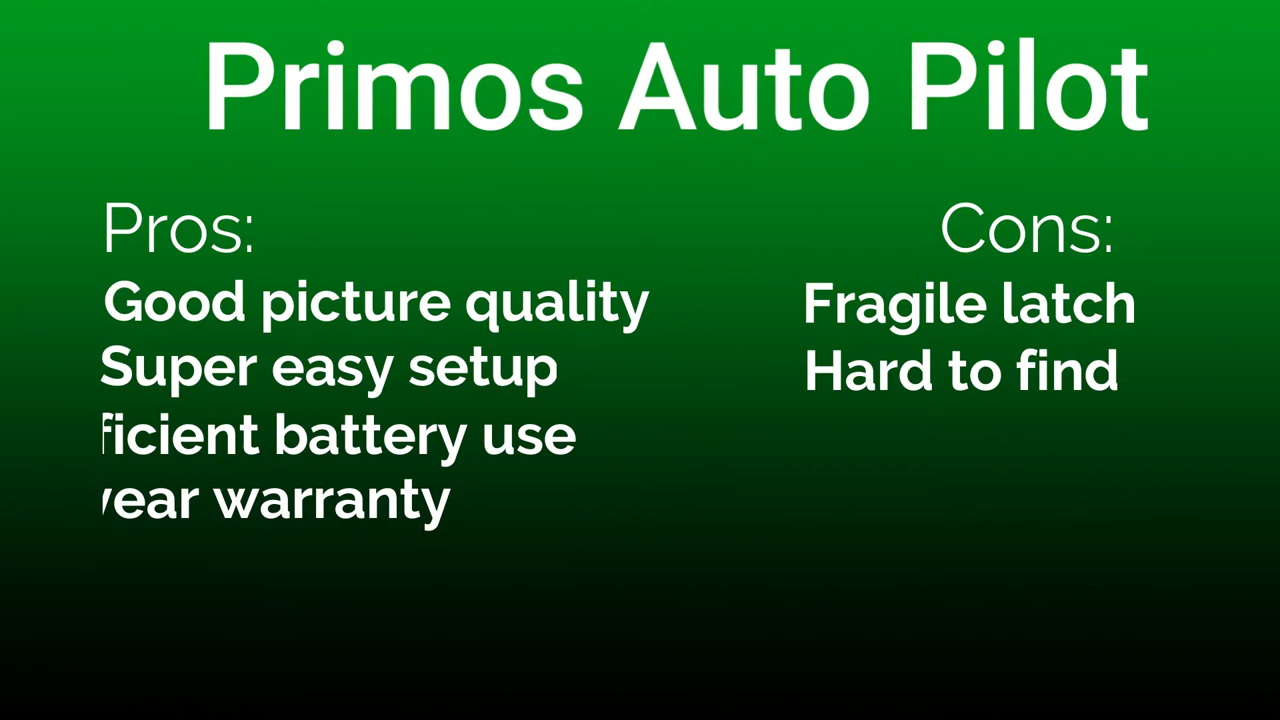 Primos Auto Pilot
Pros:
Good picture quality
Super easy setup
ficient battery use
year warranty
Cons:
Fragile latch
Hard to find